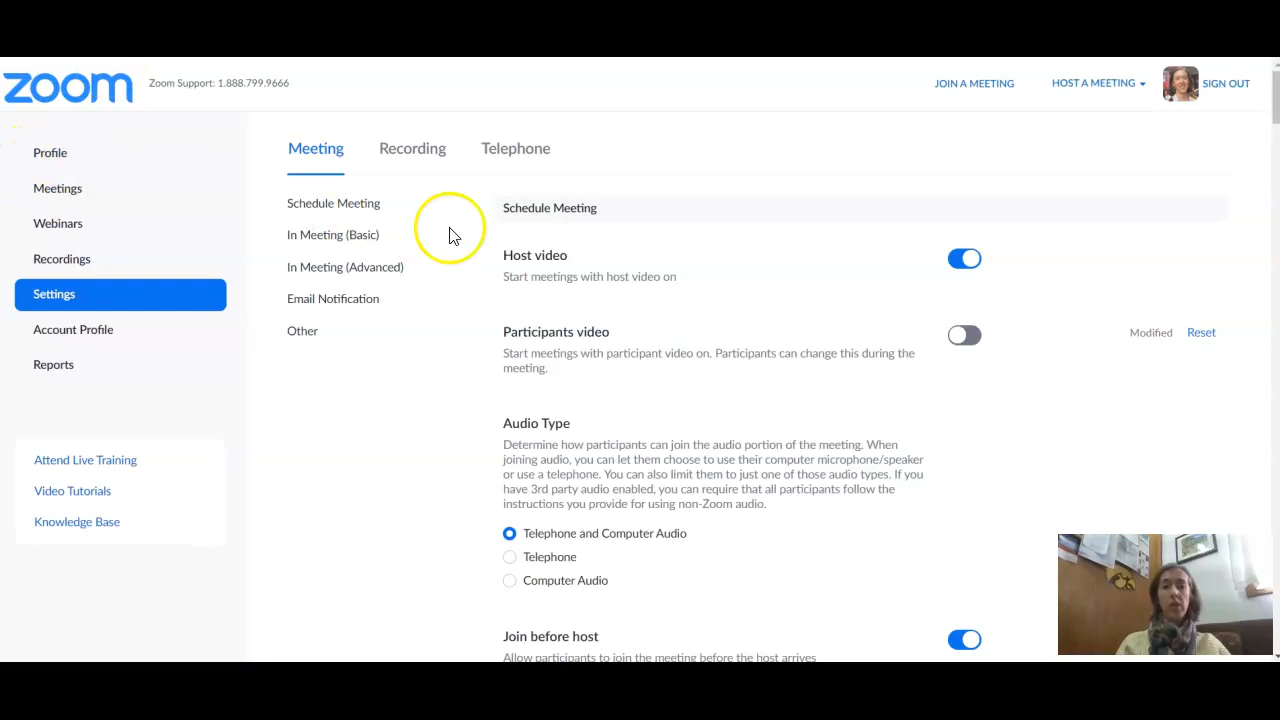 zoom
Zoom Support: 1.888.799.9666
JOIN A MEETING
HOST A MEETING
SIGN OUT
Profile
Meetings
Webinars
Recordings
Settings
Account Profile
Reports
Attend Live Training
Video Tutorials
Knowledge Base
Meeting
Recording
Telephone
Schedule Meeting
In Meeting (Basic)
In Meeting (Advanced)
Email Notification
Other
Schedule Meeting
Host video
Start meetings with host video on
Participants video
Modified
Reset
Start meetings with participant video on. Participants can change this during the
meeting.
Audio Type
Determine how participants can join the audio portion of the meeting. When
joining audio, you can let them choose to use their computer microphone/speaker
or use a telephone. You can also limit them to just one of those audio types. If you
have 3rd party audio enabled, you can require that all participants follow the
instructions you provide for using non-Zoom audio.
Telephone and Computer Audio
Telephone
Computer Audio
Join before host
Allow participants to join the meeting before the host arrives